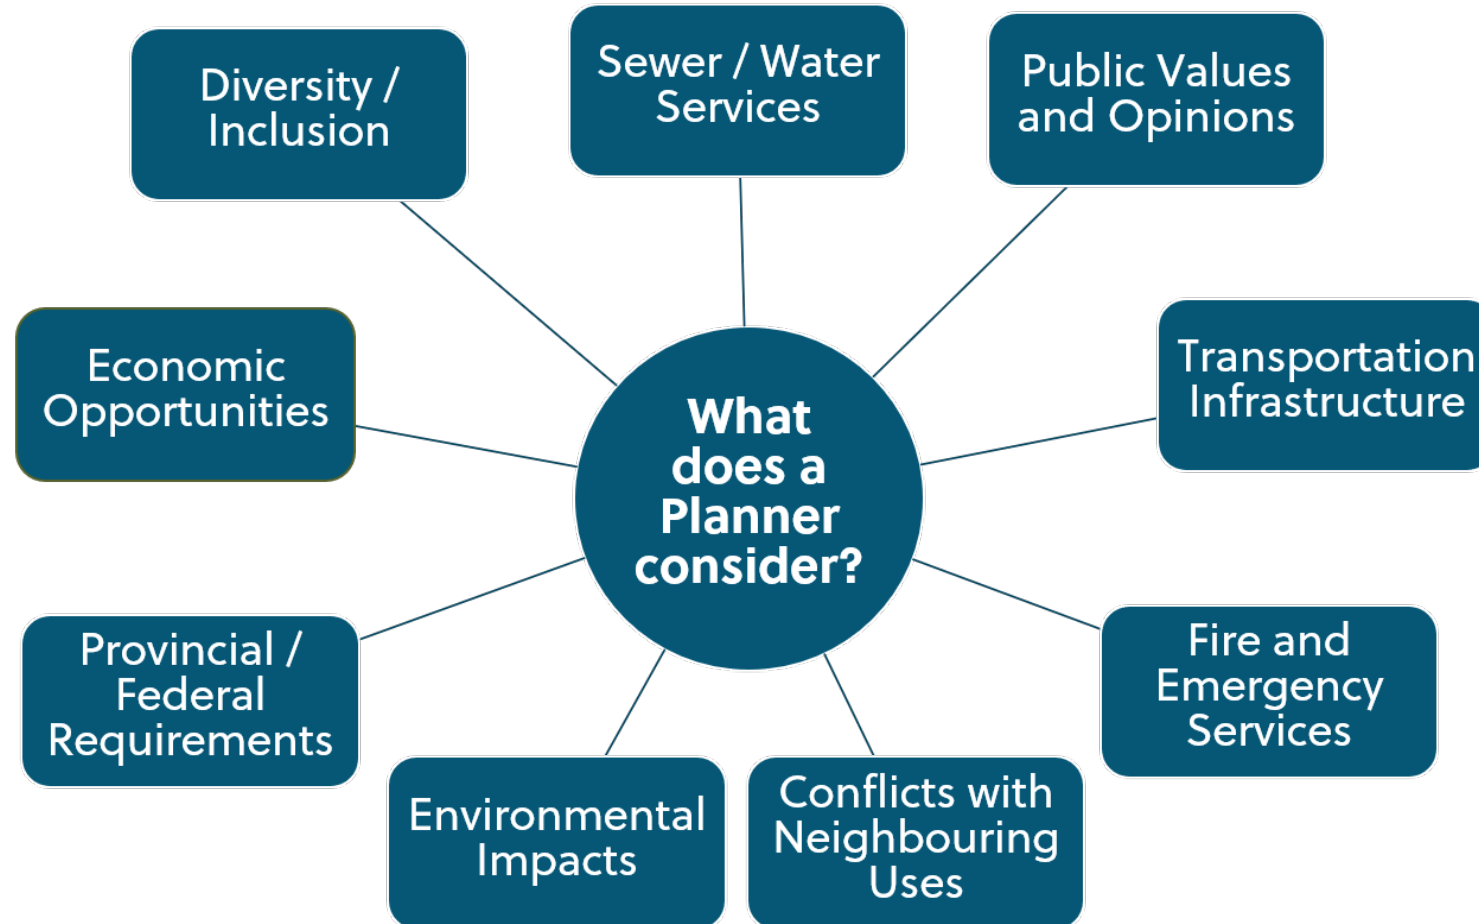 Diversity /
Inclusion
Sewer / Water
Services
Public Values
and Opinions
Economic
Opportunities
What
does a
Planner
consider?
Transportation
Infrastructure
Provincial /
Federal
Requirements
Fire and
Emergency
Services
Environmental
Impacts
Conflicts with
Neighbouring
Uses